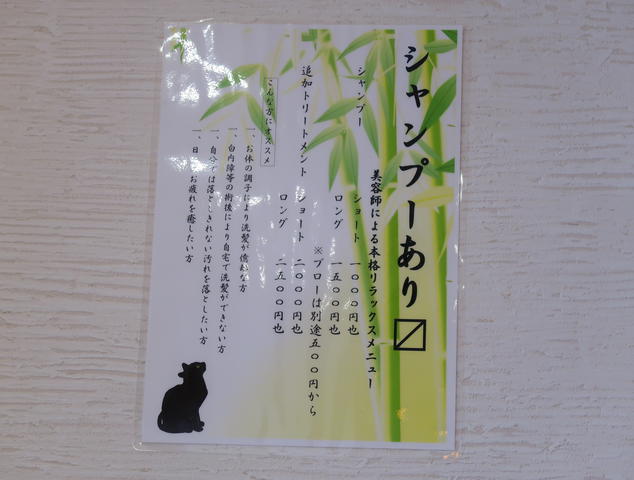 シャンプーあり〼
美容師による本格リラックスメニュー
シャンプー ショート 一〇〇〇円也
ロング 一五〇〇円也
※ブローは別途五〇〇円から
追加トリートメント ショート 二〇〇〇円也
ロング 二五〇〇円也
こんな方にオススメ
一、お体の調子により洗髪が億劫な方
一、白内障等の術後により自宅で洗髪ができない方
一、自分では落としきれない汚れを落としたい方
一、日々のお疲れを癒したい方